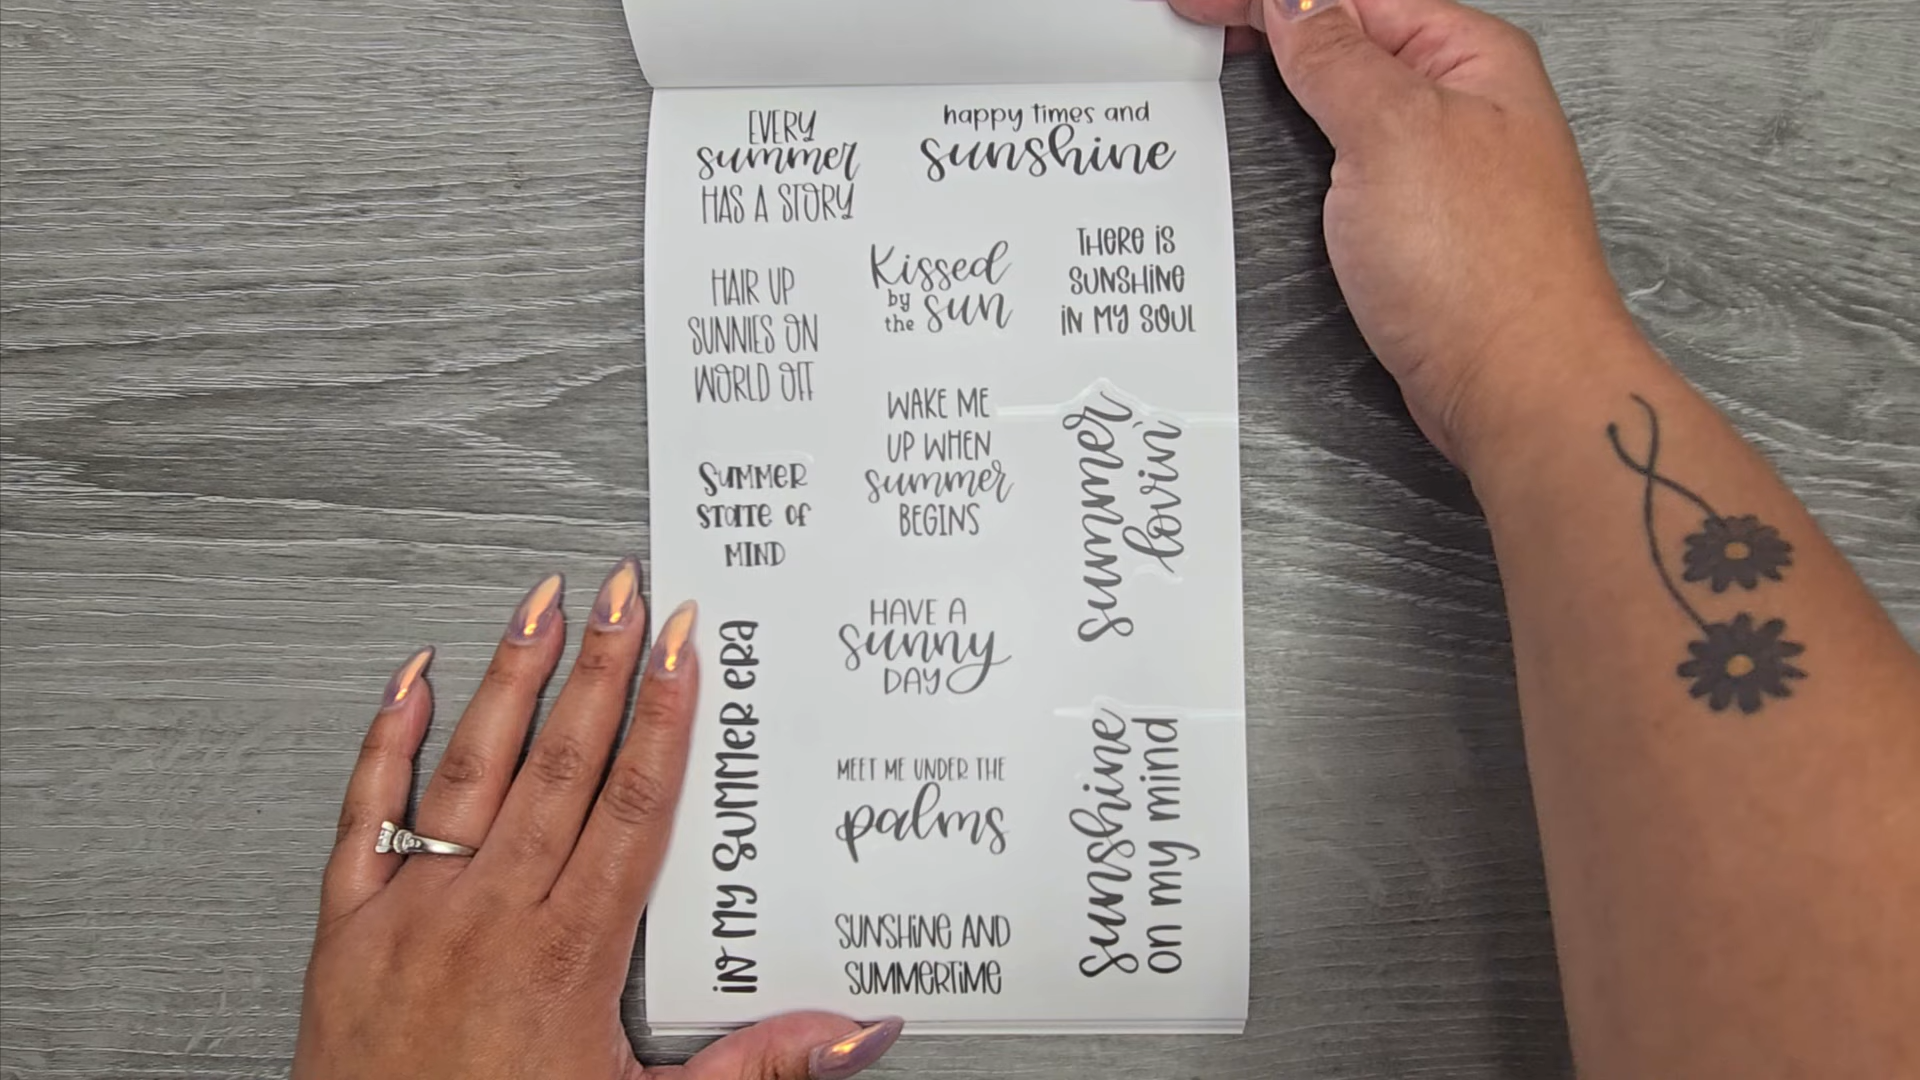 EVERY
summer
HAS A STORY
happy times and
sunshine
HAIR UP
SUNNIES ON
WORLD OFF
Kissed
by
the sun
THERE IS
SUNSHINE
IN MY SOUL
SUMMER
STATE OF
MIND
WAKE ME
UP WHEN
summer
BEGINS
summer
lovin'
in my summer era
HAVE A
sunny
DAY
MEET ME UNDER THE
palms
SUNSHINE AND
SUMMERTIME
Sunshine
on my mind